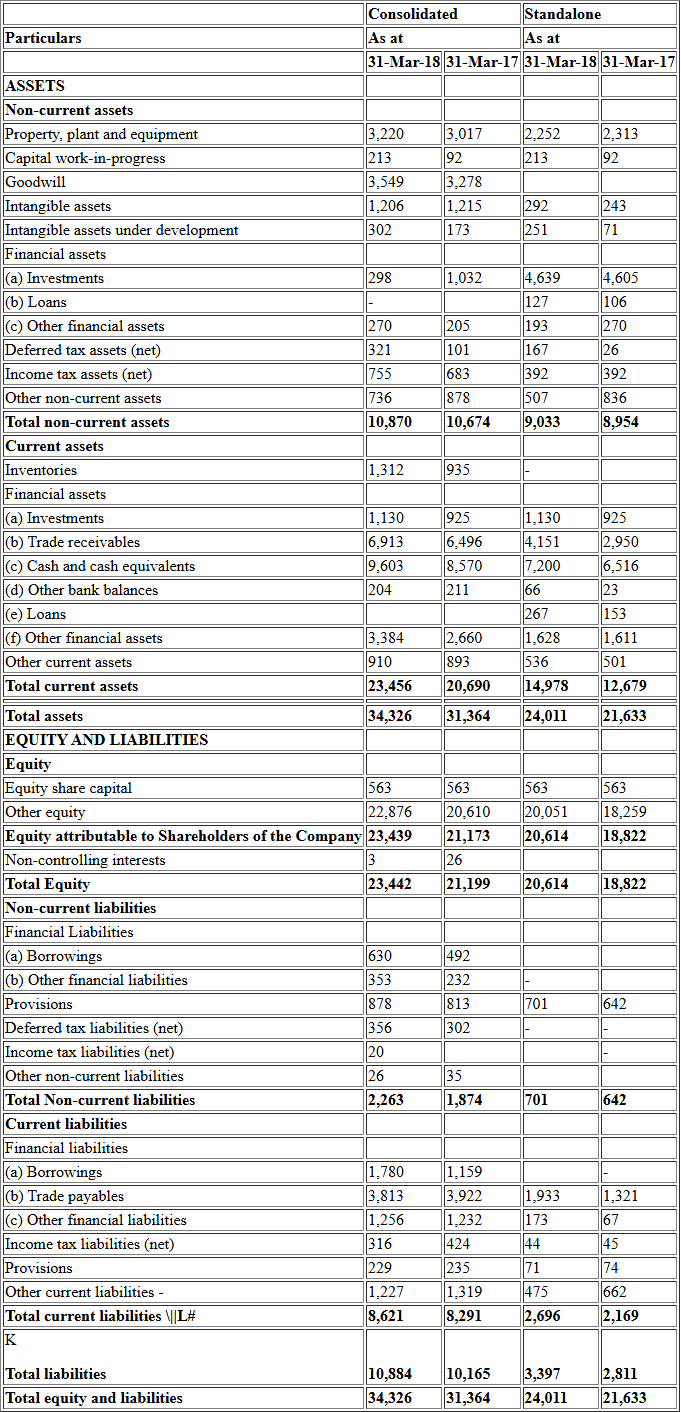 Consolidated Standalone
Particulars As at As at
31-Mar-18 31-Mar-17 31-Mar-18 31-Mar-17
ASSETS
Non-current assets
Property, plant and equipment 3,220 3,017 2,252 2,313
Capital work-in-progress 213 92 213 92
Goodwill 3,549 3,278
Intangible assets 1,206 1,215 292 243
Intangible assets under development 302 173 251 71
Financial assets
(a) Investments 298 1,032 4,639 4,605
(b) Loans - 127 106
(c) Other financial assets 270 205 193 270
Deferred tax assets (net) 321 101 167 26
Income tax assets (net) 755 683 392 392
Other non-current assets 736 878 507 836
Total non-current assets 10,870 10,674 9,033 8,954
Current assets
Inventories 1,312 935 -
Financial assets
(a) Investments 1,130 925 1,130 925
(b) Trade receivables 6,913 6,496 4,151 2,950
(c) Cash and cash equivalents 9,603 8,570 7,200 6,516
(d) Other bank balances 204 211 66 23
(e) Loans 267 153
(f) Other financial assets 3,384 2,660 1,628 1,611
Other current assets 910 893 536 501
Total current assets 23,456 20,690 14,978 12,679
Total assets 34,326 31,364 24,011 21,633
EQUITY AND LIABILITIES
Equity
Equity share capital 563 563 563 563
Other equity 22,876 20,610 20,051 18,259
Equity attributable to Shareholders of the Company 23,439 21,173 20,614 18,822
Non-controlling interests 3 26
Total Equity 23,442 21,199 20,614 18,822
Non-current liabilities
Financial Liabilities
(a) Borrowings 630 492
(b) Other financial liabilities 353 232 -
Provisions 878 813 701 642
Deferred tax liabilities (net) 356 302 - -
Income tax liabilities (net) 20 -
Other non-current liabilities 26 35
Total Non-current liabilities 2,263 1,874 701 642
Current liabilities
Financial liabilities
(a) Borrowings 1,780 1,159 -
(b) Trade payables 3,813 3,922 1,933 1,321
(c) Other financial liabilities 1,256 1,232 173 67
Income tax liabilities (net) 316 424 44 45
Provisions 229 235 71 74
Other current liabilities - 1,227 1,319 475 662
Total current liabilities \||L# 8,621 8,291 2,696 2,169
K
Total liabilities 10,884 10,165 3,397 2,811
Total equity and liabilities 34,326 31,364 24,011 21,633